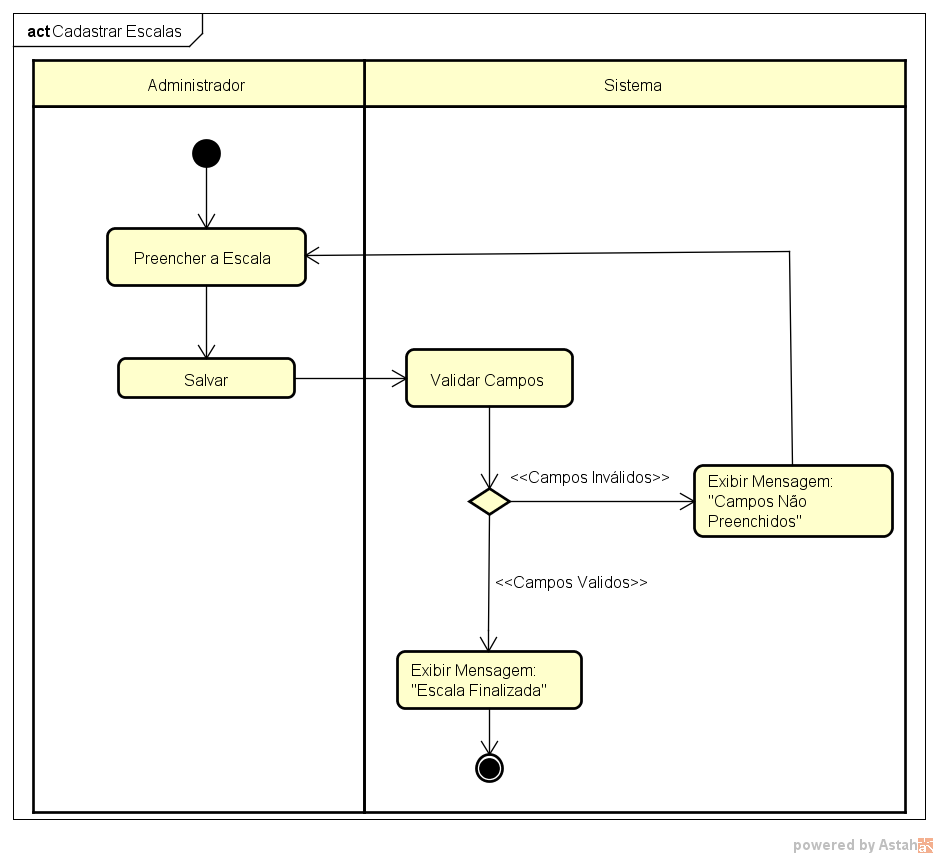 act Cadastrar Escalas
Administrador
Sistema
Preencher a Escala
Salvar
Validar Campos
<<Campos Inválidos>>
Exibir Mensagem:
"Campos Não
Preenchidos"
<<Campos Validos>>
Exibir Mensagem:
"Escala Finalizada"
powered by Astah